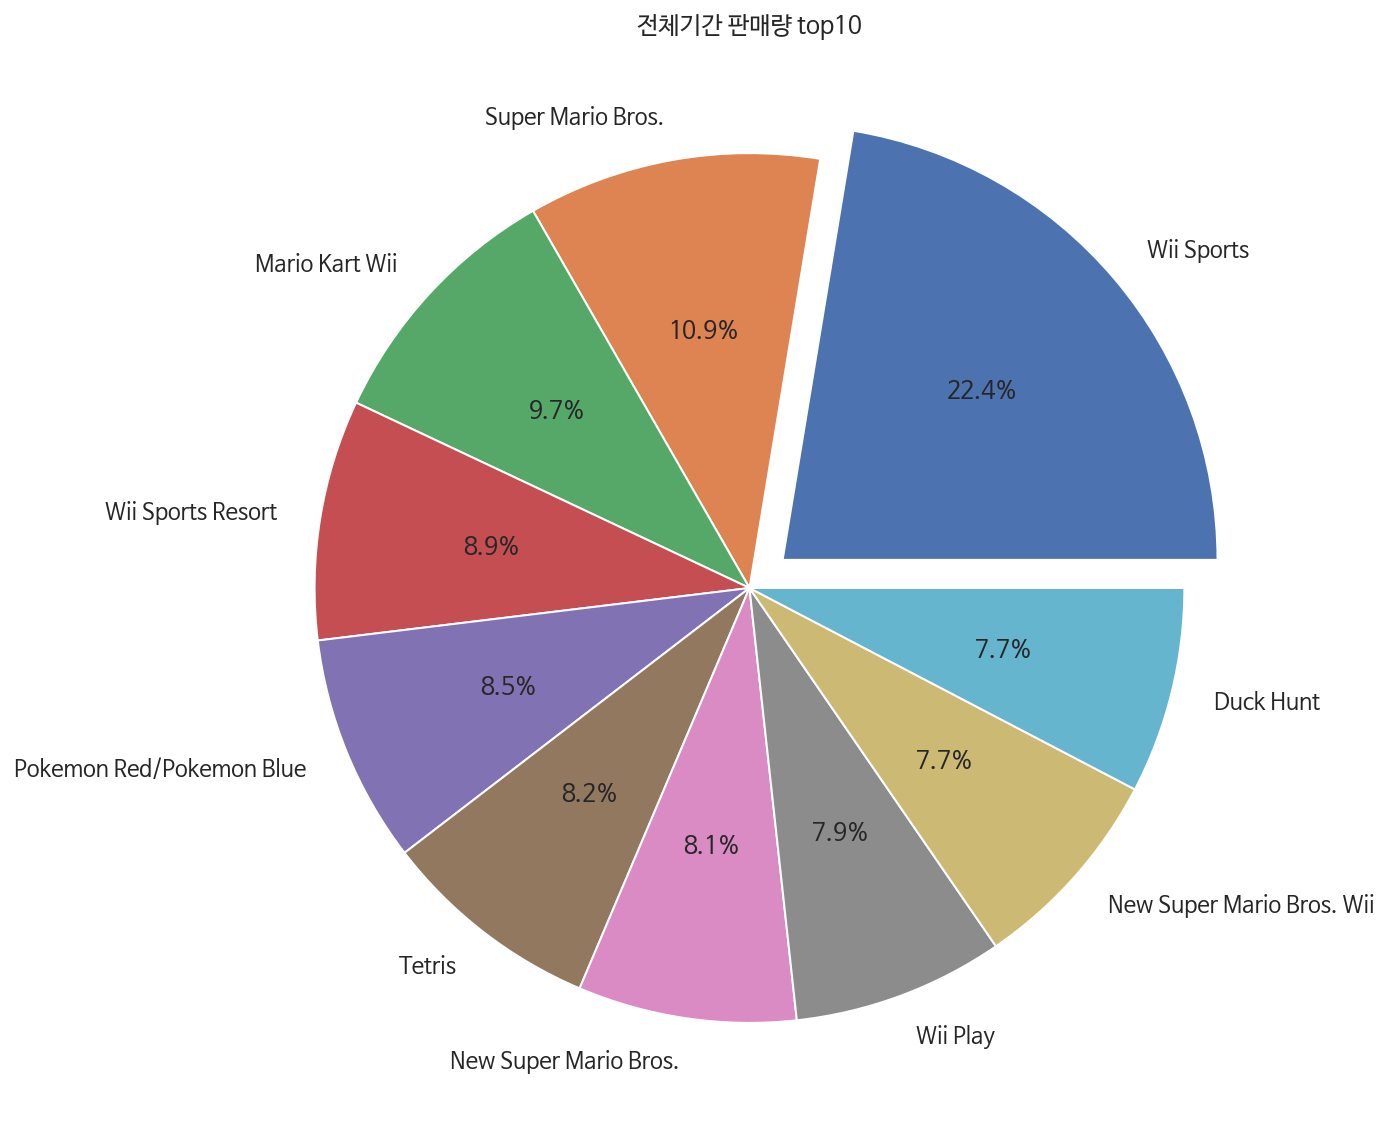 전체기간 판매량 top10
Super Mario Bros.
Wii Sports
Mario Kart Wii
10.9%
22.4%
9.7%
Wii Sports Resort
8.9%
7.7%
8.5%
Duck Hunt
Pokemon Red/Pokemon Blue
7.7%
8.2%
7.9%
8.1%
New Super Mario Bros. Wii
Tetris
Wii Play
New Super Mario Bros.